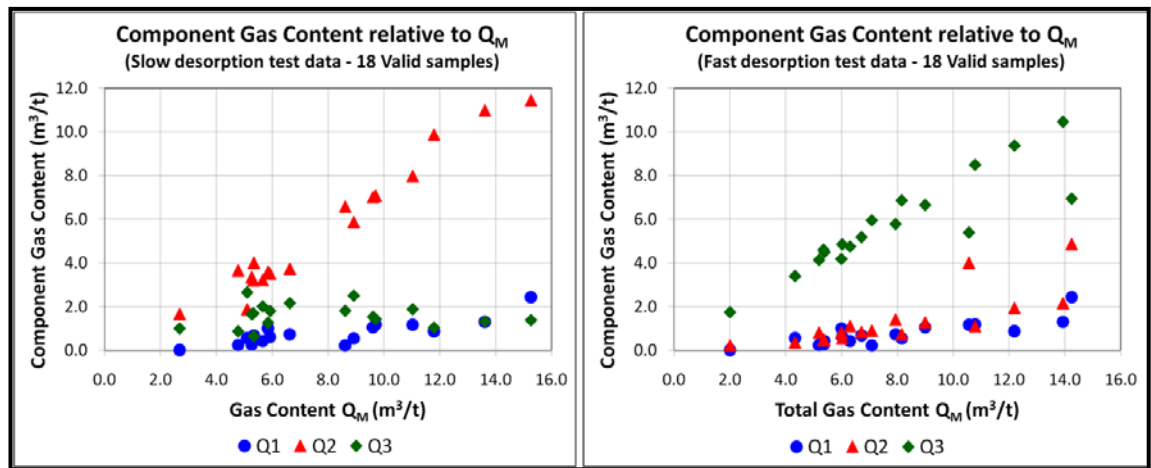 Component Gas Content relative to QM
(Slow desorption test data - 18 Valid samples)
Component Gas Content (m³/t)
12.0
10.0
8.0
6.0
4.0
2.0
0.0
0.0 2.0 4.0 6.0 8.0 10.0 12.0 14.0 16.0
Gas Content QM (m³/t)
Q1 Q2 Q3
Component Gas Content relative to QM
(Fast desorption test data - 18 Valid samples)
Component Gas Content (m³/t)
12.0
10.0
8.0
6.0
4.0
2.0
0.0
0.0 2.0 4.0 6.0 8.0 10.0 12.0 14.0 16.0
Total Gas Content QM (m³/t)
Q1 Q2 Q3